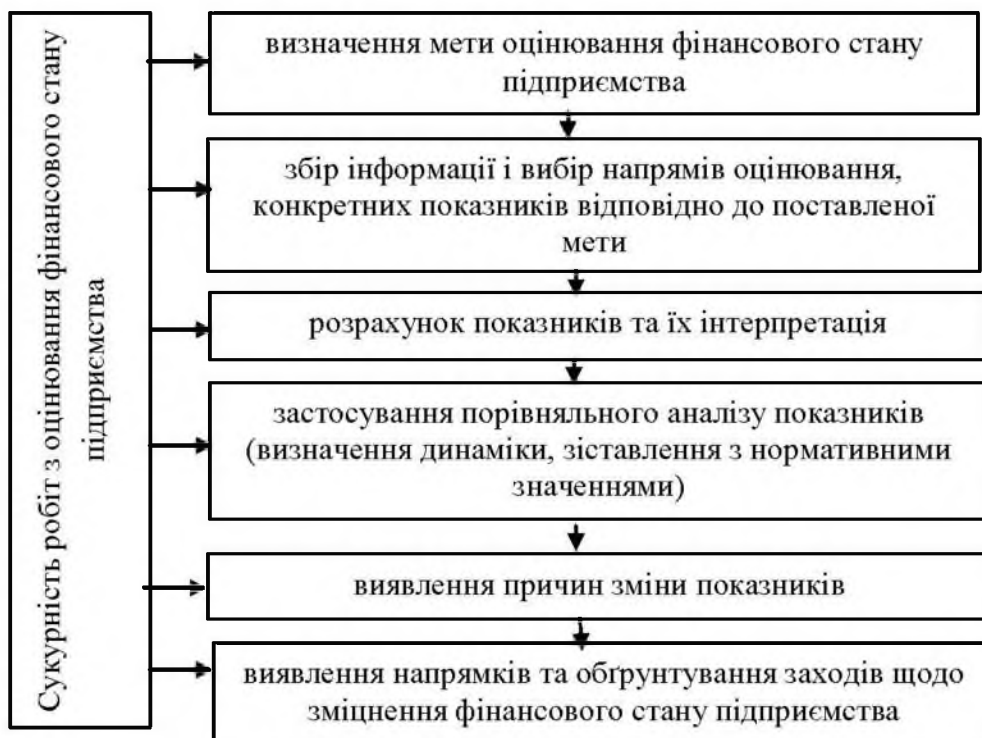 Сукурність робіт з оцінювання фінансового стану
підприємства
визначення мети оцінювання фінансового стану
підприємства
збір інформації і вибір напрямів оцінювання,
конкретних показників відповідно до поставленої
мети
розрахунок показників та їх інтерпретація
застосування порівняльного аналізу показників
(визначення динаміки, зіставлення з нормативними
значеннями)
виявлення причин зміни показників
виявлення напрямків та обґрунтування заходів щодо
зміцнення фінансового стану підприємства